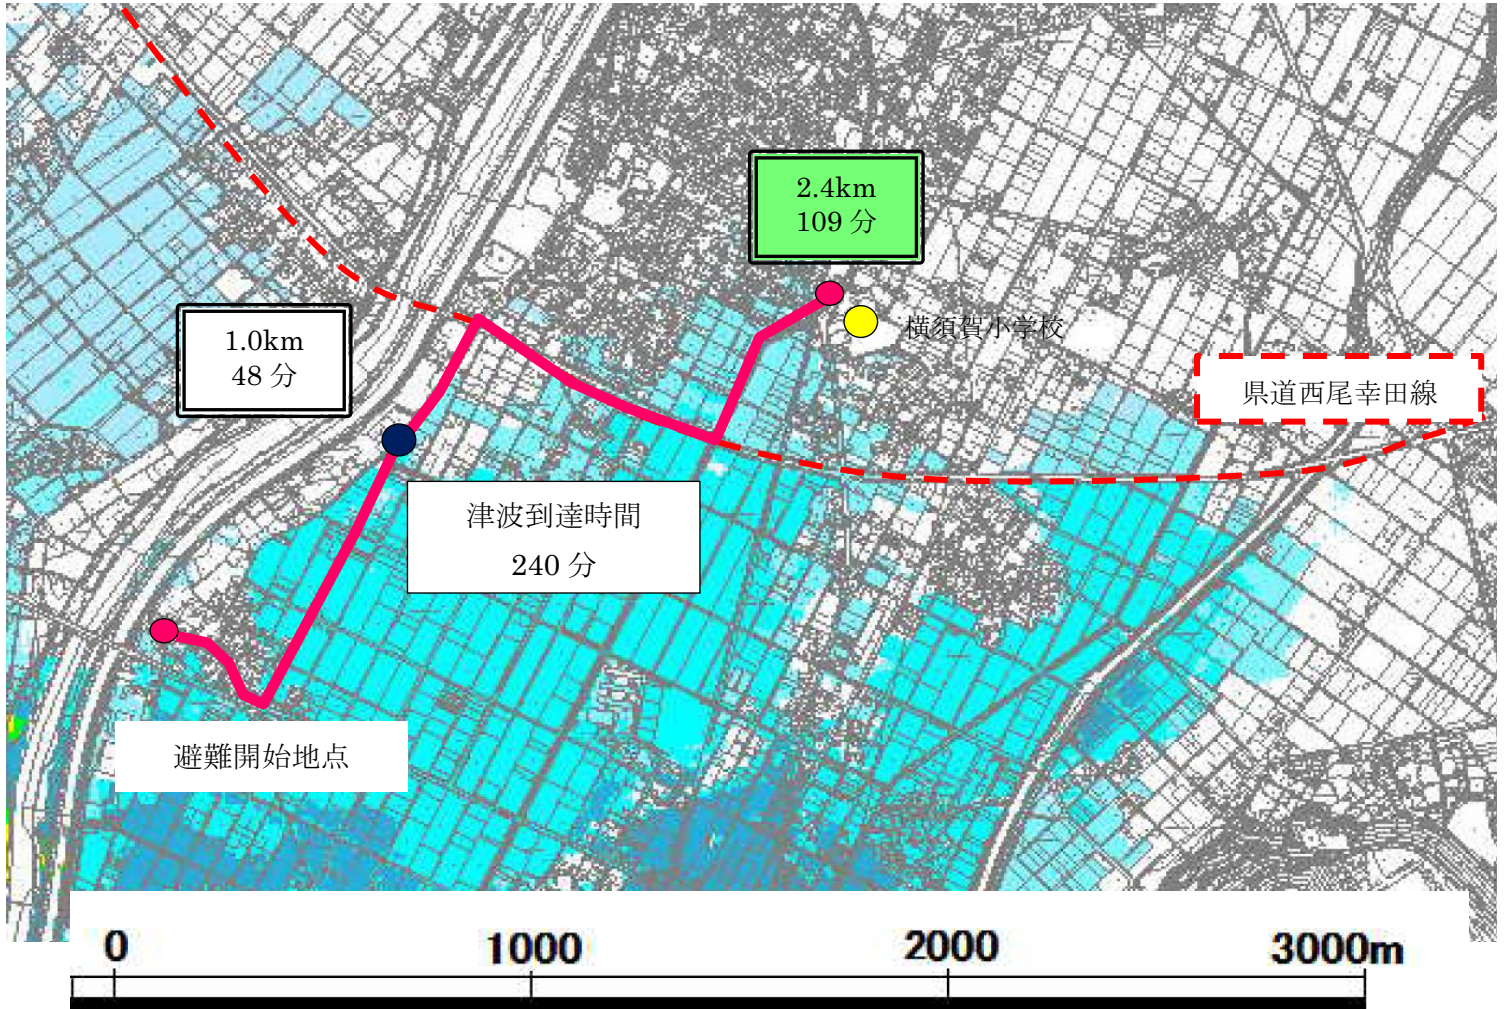 2.4km
109 分
1.0km
48 分
横須賀小学校
県道西尾幸田線
津波到達時間
240 分
避難開始地点
0 1000 2000 3000m